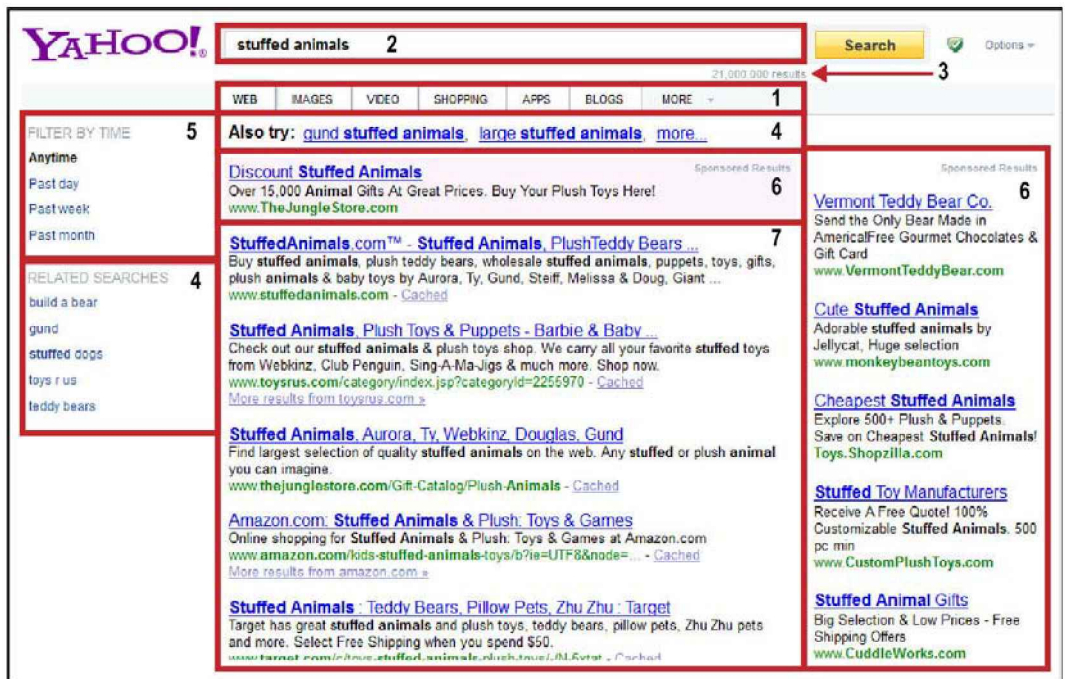 YAHOO!®
stuffed animals 2
Search
Options
21,000,000 results
3
WEB IMAGES VIDEO SHOPPING APPS BLOGS MORE 1
FILTER BY TIME 5
Anytime
Past day
Past week
Past month
RELATED SEARCHES 4
build a bear
gund
stuffed dogs
toys r us
teddy bears
Also try: gund stuffed animals, large stuffed animals, more... 4
Discount Stuffed Animals
Sponsored Results
6
Over 15,000 Animal Gifts At Great Prices. Buy Your Plush Toys Here!
www.TheJungleStore.com
7
StuffedAnimals.com™ - Stuffed Animals, PlushTeddy Bears ...
Buy stuffed animals, plush teddy bears, wholesale stuffed animals, puppets, toys, gifts,
plush animals & baby toys by Aurora, Ty, Gund, Steiff, Melissa & Doug, Giant ...
www.stuffedanimals.com - Cached
Stuffed Animals, Plush Toys & Puppets - Barbie & Baby ...
Check out our stuffed animals & plush toys shop. We carry all your favorite stuffed toys
from Webkinz, Club Penguin, Sing-A-Ma-Jigs & much more. Shop now.
www.toysrus.com/category/index.jsp?categoryId=2255970 - Cached
More results from toysrus.com »
Stuffed Animals, Aurora, Ty, Webkinz, Douglas, Gund
Find largest selection of quality stuffed animals on the web. Any stuffed or plush animal
you can imagine.
www.thejunglestore.com/Gift-Catalog/Plush-Animals - Cached
Amazon.com: Stuffed Animals & Plush: Toys & Games
Online shopping for Stuffed Animals & Plush: Toys & Games at Amazon.com
www.amazon.com/kids-stuffed-animals-toys/b?ie=UTF8&node=... - Cached
More results from amazon.com »
Stuffed Animals : Teddy Bears, Pillow Pets, Zhu Zhu : Target
Target has great stuffed animals and plush toys, teddy bears, pillow pets, Zhu Zhu pets
and more. Select Free Shipping when you spend $50.
www.target.com/c/toys-stuffed-animals-plush-toys/-/N-5xtat - Cached
Sponsored Results
6
Vermont Teddy Bear Co.
Send the Only Bear Made in
America!Free Gourmet Chocolates &
Gift Card
www.VermontTeddyBear.com
Cute Stuffed Animals
Adorable stuffed animals by
Jellycat, Huge selection
www.monkeybeantoys.com
Cheapest Stuffed Animals
Explore 500+ Plush & Puppets.
Save on Cheapest Stuffed Animals!
Toys.Shopzilla.com
Stuffed Toy Manufacturers
Receive A Free Quote! 100%
Customizable Stuffed Animals. 500
pc min
www.CustomPlushToys.com
Stuffed Animal Gifts
Big Selection & Low Prices - Free
Shipping Offers
www.CuddleWorks.com